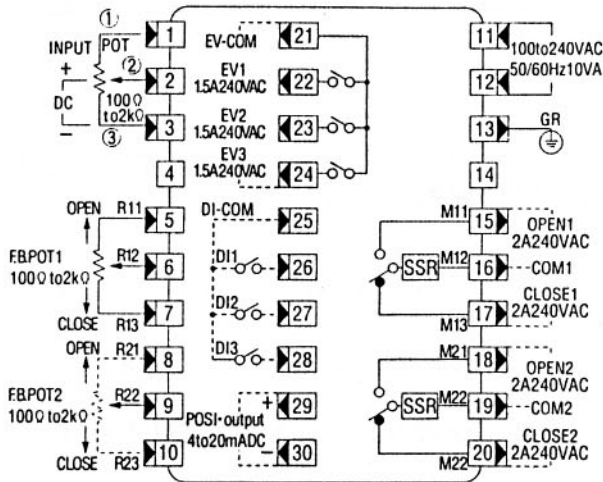 ① 1
INPUT POT
+ ② 2
DC 100Ω
to2kΩ
− ③ 3
4
OPEN R11 5
F.B.POT1 R12 6
100Ω to2kΩ
CLOSE R13 7
OPEN R21 8
F.B.POT2 R22 9
100Ω to2kΩ
CLOSE R23 10
EV-COM 21
EV1 22
1.5A240VAC
EV2 23
1.5A240VAC
EV3 24
1.5A240VAC
DI-COM 25
DI1 26
DI2 27
DI3 28
+ 29
POSI·output
4to20mADC
− 30
11
100to240VAC
50/60Hz10VA
12
13 GR
14
M11 15 OPEN1
2A240VAC
SSR M12 16 COM1
CLOSE1
M13 17 2A240VAC
M21 18 OPEN2
2A240VAC
SSR M22 19 COM2
CLOSE2
M22 20 2A240VAC